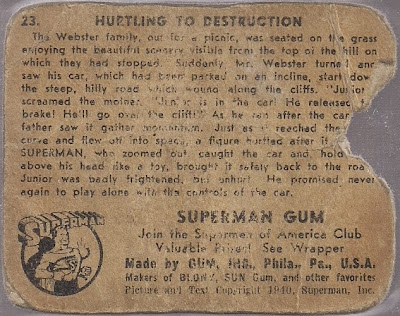 23. HURTLING TO DESTRUCTION
The Webster family, out for a picnic, was seated on the grass
enjoying the beautiful scenery visible from the top of the hill on
which they had stopped. Suddenly Mr. Webster turned and
saw his car, which had been parked on an incline, start down
the steep, hilly road which wound along the cliffs. "Junior
screamed the mother. "Junior is in the car! He released t
brake! He'll go over the cliff!" As he ran after the car
father saw it gather momentum. Just as it reached the
curve and flew off into space, a figure hurtled after it
SUPERMAN, who zoomed out, caught the car and, hold
above his head like a toy, brought it safely back to the roa
Junior was badly frightened, but unhurt. He promised never
again to play alone with the controls of the car.
SUPERMAN
SUPERMAN GUM
Join the Supermen of America Club
Valuable Prizes! See Wrapper
Made by GUM, INC., Phila., Pa., U.S.A.
Makers of BLONY, SUN Gum, and other favorites
Picture and Text Copyright 1940, Superman, Inc.